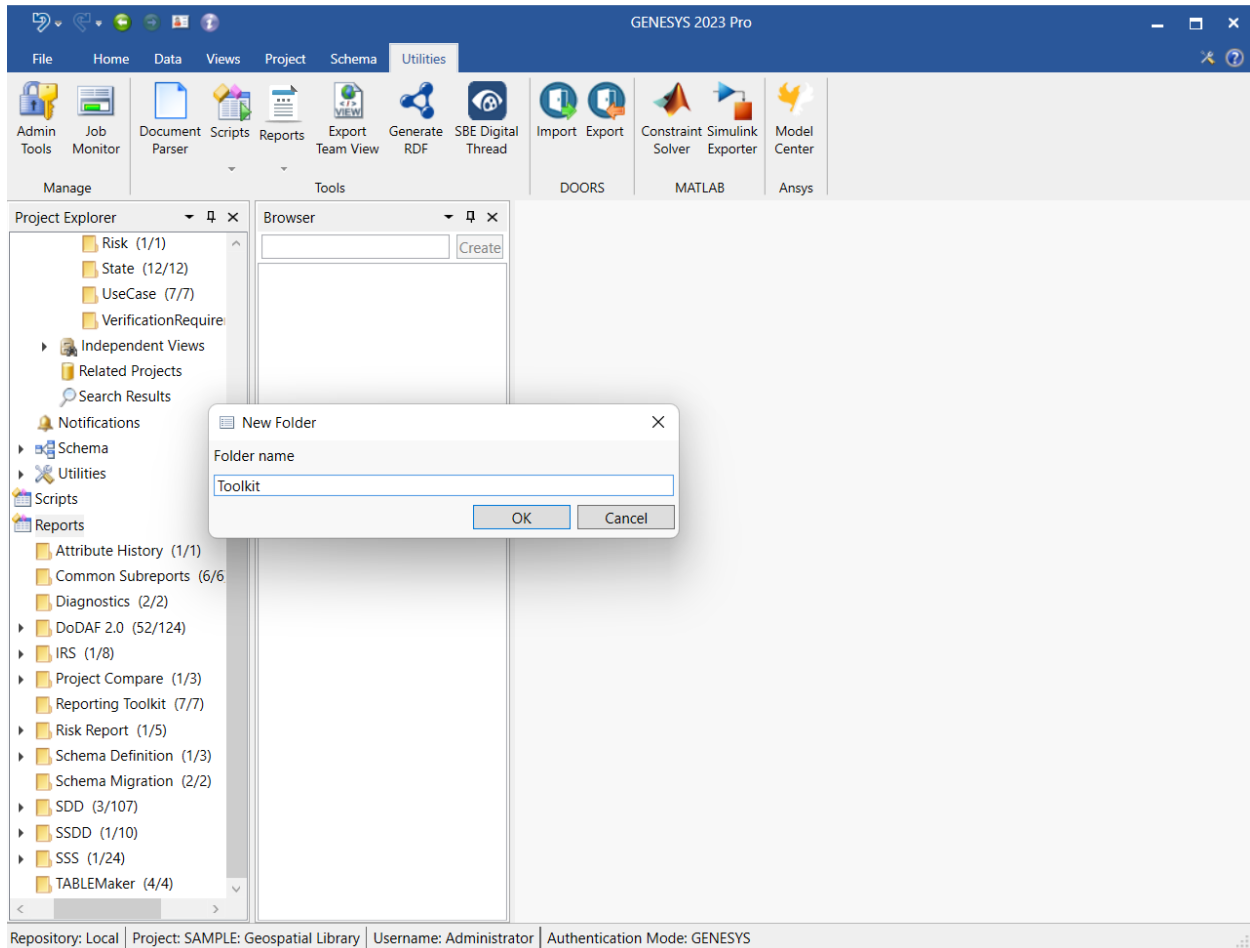 GENESYS 2023 Pro
File Home Data Views Project Schema Utilities
Admin Tools
Job Monitor
Document Parser
Scripts
Reports
VIEW
Export Team View
Generate RDF
SBE Digital Thread
Import
Export
Constraint Solver
Simulink Exporter
Model Center
Manage Tools DOORS MATLAB Ansys
Project Explorer
Risk (1/1)
State (12/12)
UseCase (7/7)
VerificationRequire
Independent Views
Related Projects
Search Results
Notifications
Schema
Utilities
Scripts
Reports
Attribute History (1/1)
Common Subreports (6/6
Diagnostics (2/2)
DoDAF 2.0 (52/124)
IRS (1/8)
Project Compare (1/3)
Reporting Toolkit (7/7)
Risk Report (1/5)
Schema Definition (1/3)
Schema Migration (2/2)
SDD (3/107)
SSDD (1/10)
SSS (1/24)
TABLEMaker (4/4)
Browser
Create
New Folder
Folder name
Toolkit
OK Cancel
Repository: Local Project: SAMPLE: Geospatial Library Username: Administrator Authentication Mode: GENESYS